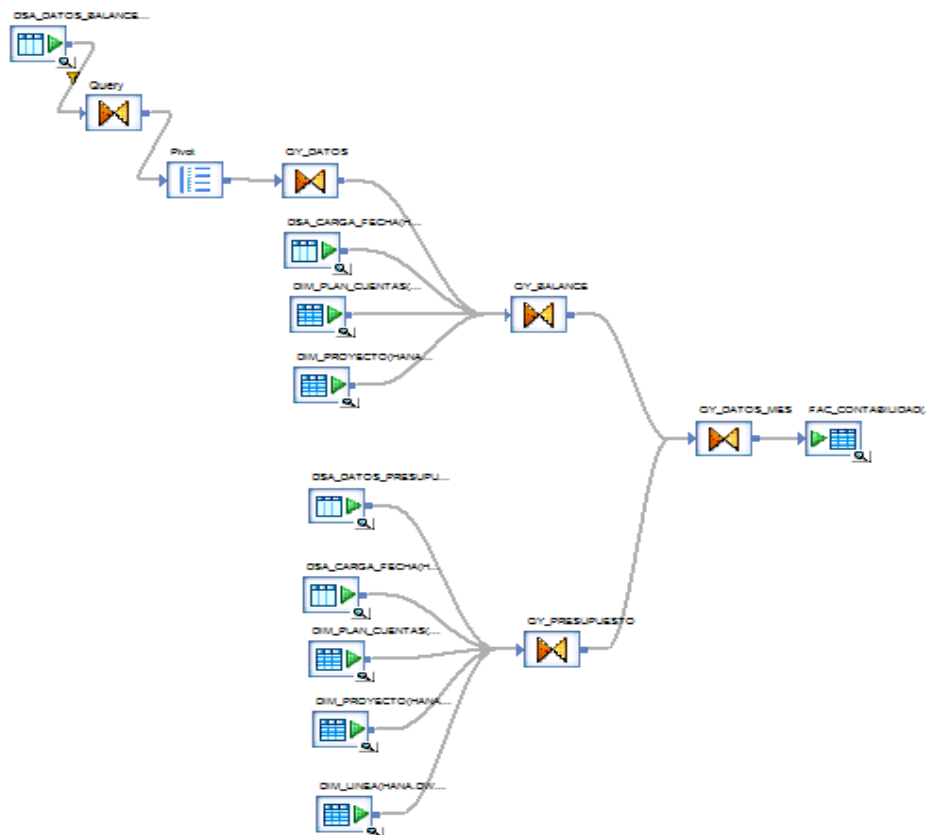 DSA_DATOS_BALANCE....
Query
Pivot
QY_DATOS
DSA_CARGA_FECHA(H...
DIM_PLAN_CUENTAS(....
QY_BALANCE
DIM_PROYECTO(HANA...
QY_DATOS_MES
FAC_CONTABILIDAD(.
DSA_DATOS_PRESUPU...
DSA_CARGA_FECHA(H...
DIM_PLAN_CUENTAS(....
QY_PRESUPUESTO
DIM_PROYECTO(HANA...
DIM_LINEA(HANA.DW...